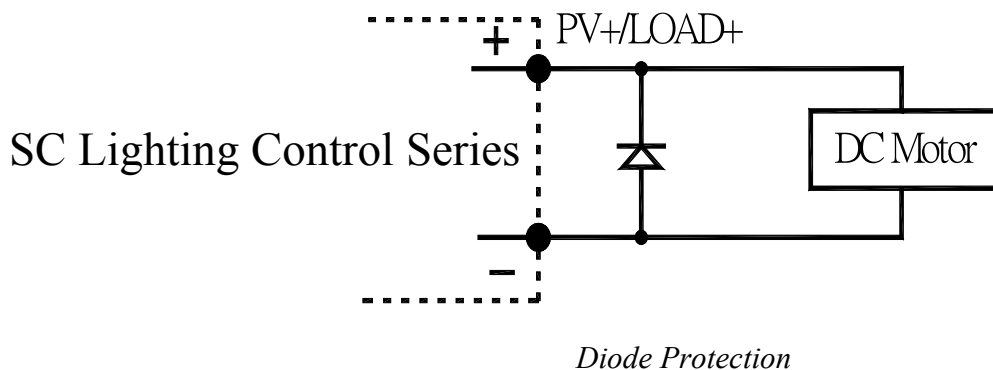 + PV+/LOAD+
SC Lighting Control Series
DC Motor
−
Diode Protection